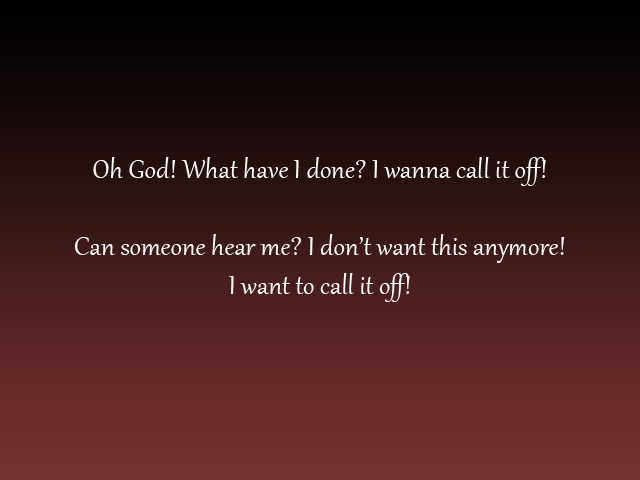 Oh God! What have I done? I wanna call it off!
Can someone hear me? I don't want this anymore!
I want to call it off!